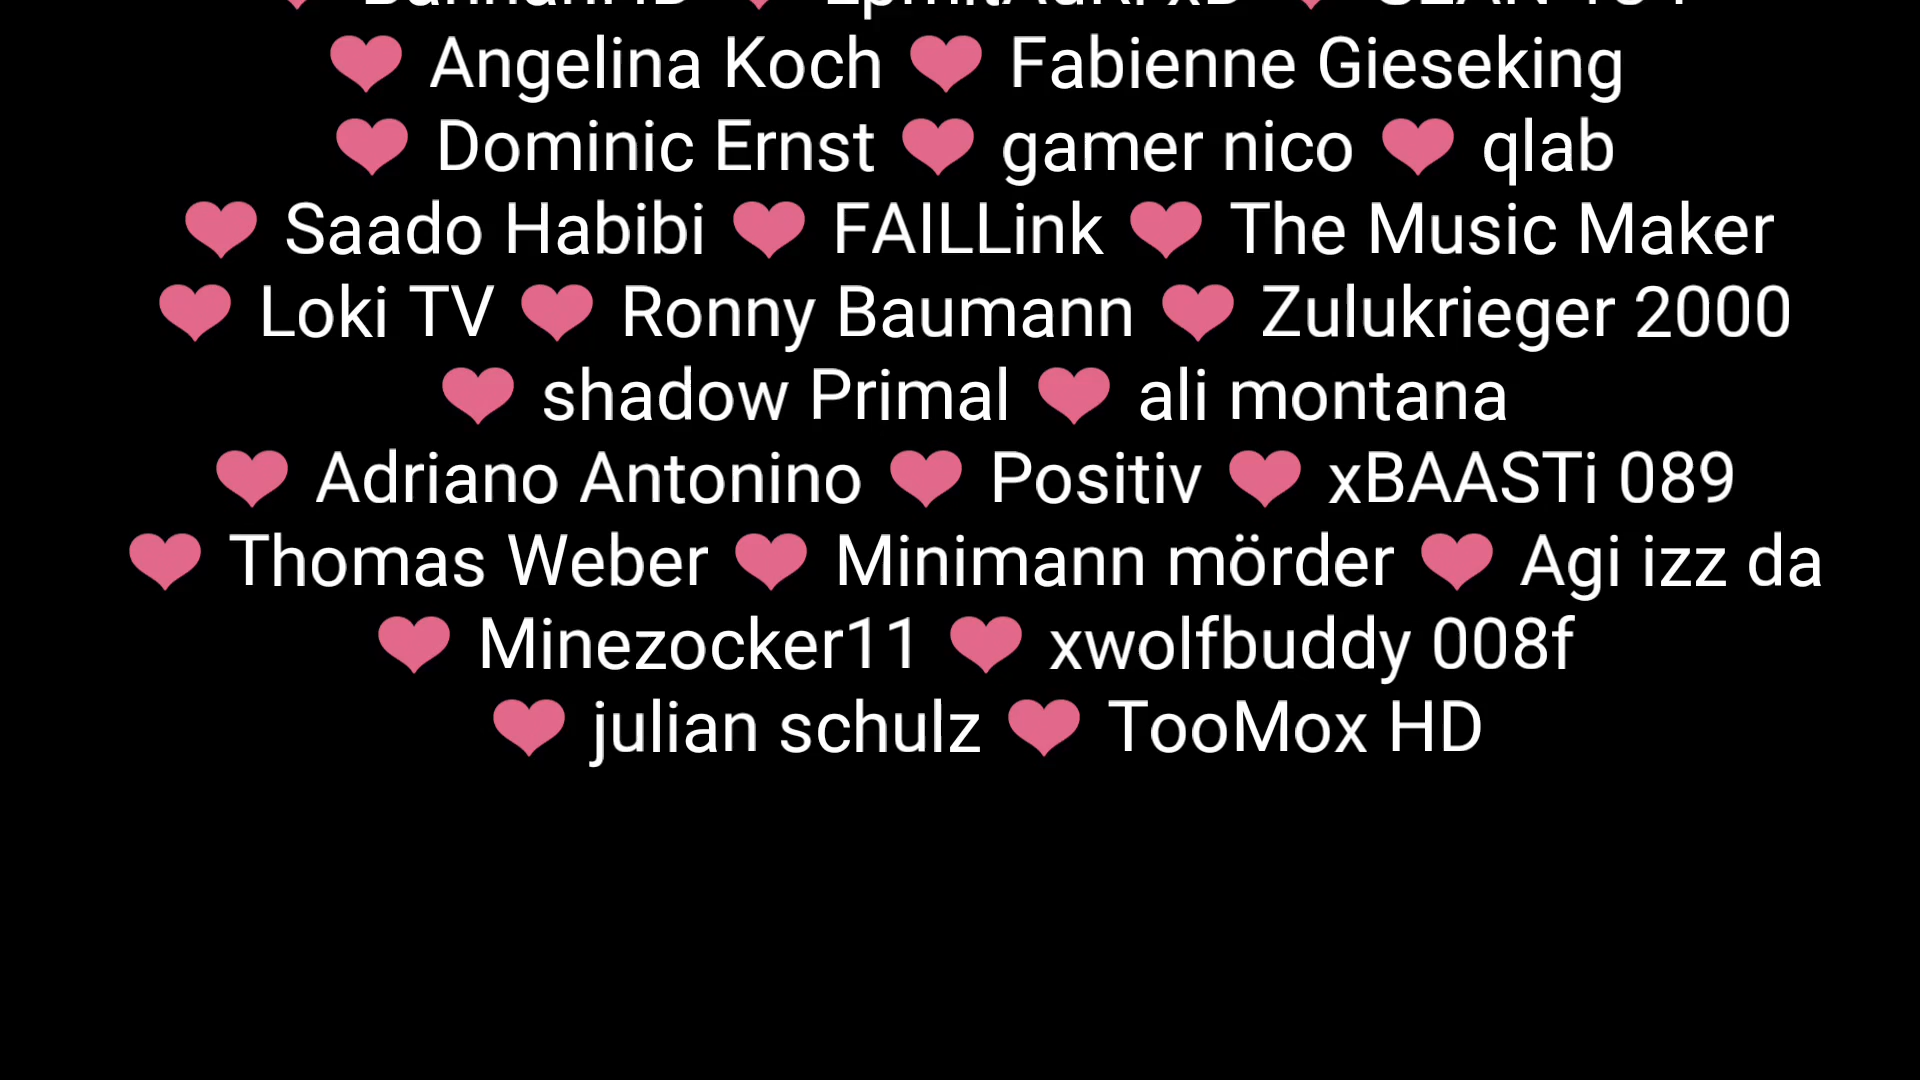 ❤ Angelina Koch ❤ Fabienne Gieseking
❤ Dominic Ernst ❤ gamer nico ❤ qlab
❤ Saado Habibi ❤ FAILLink ❤ The Music Maker
❤ Loki TV ❤ Ronny Baumann ❤ Zulukrieger 2000
❤ shadow Primal ❤ ali montana
❤ Adriano Antonino ❤ Positiv ❤ xBAASTi 089
❤ Thomas Weber ❤ Minimann mörder ❤ Agi izz da
❤ Minezocker11 ❤ xwolfbuddy 008f
❤ julian schulz ❤ TooMox HD